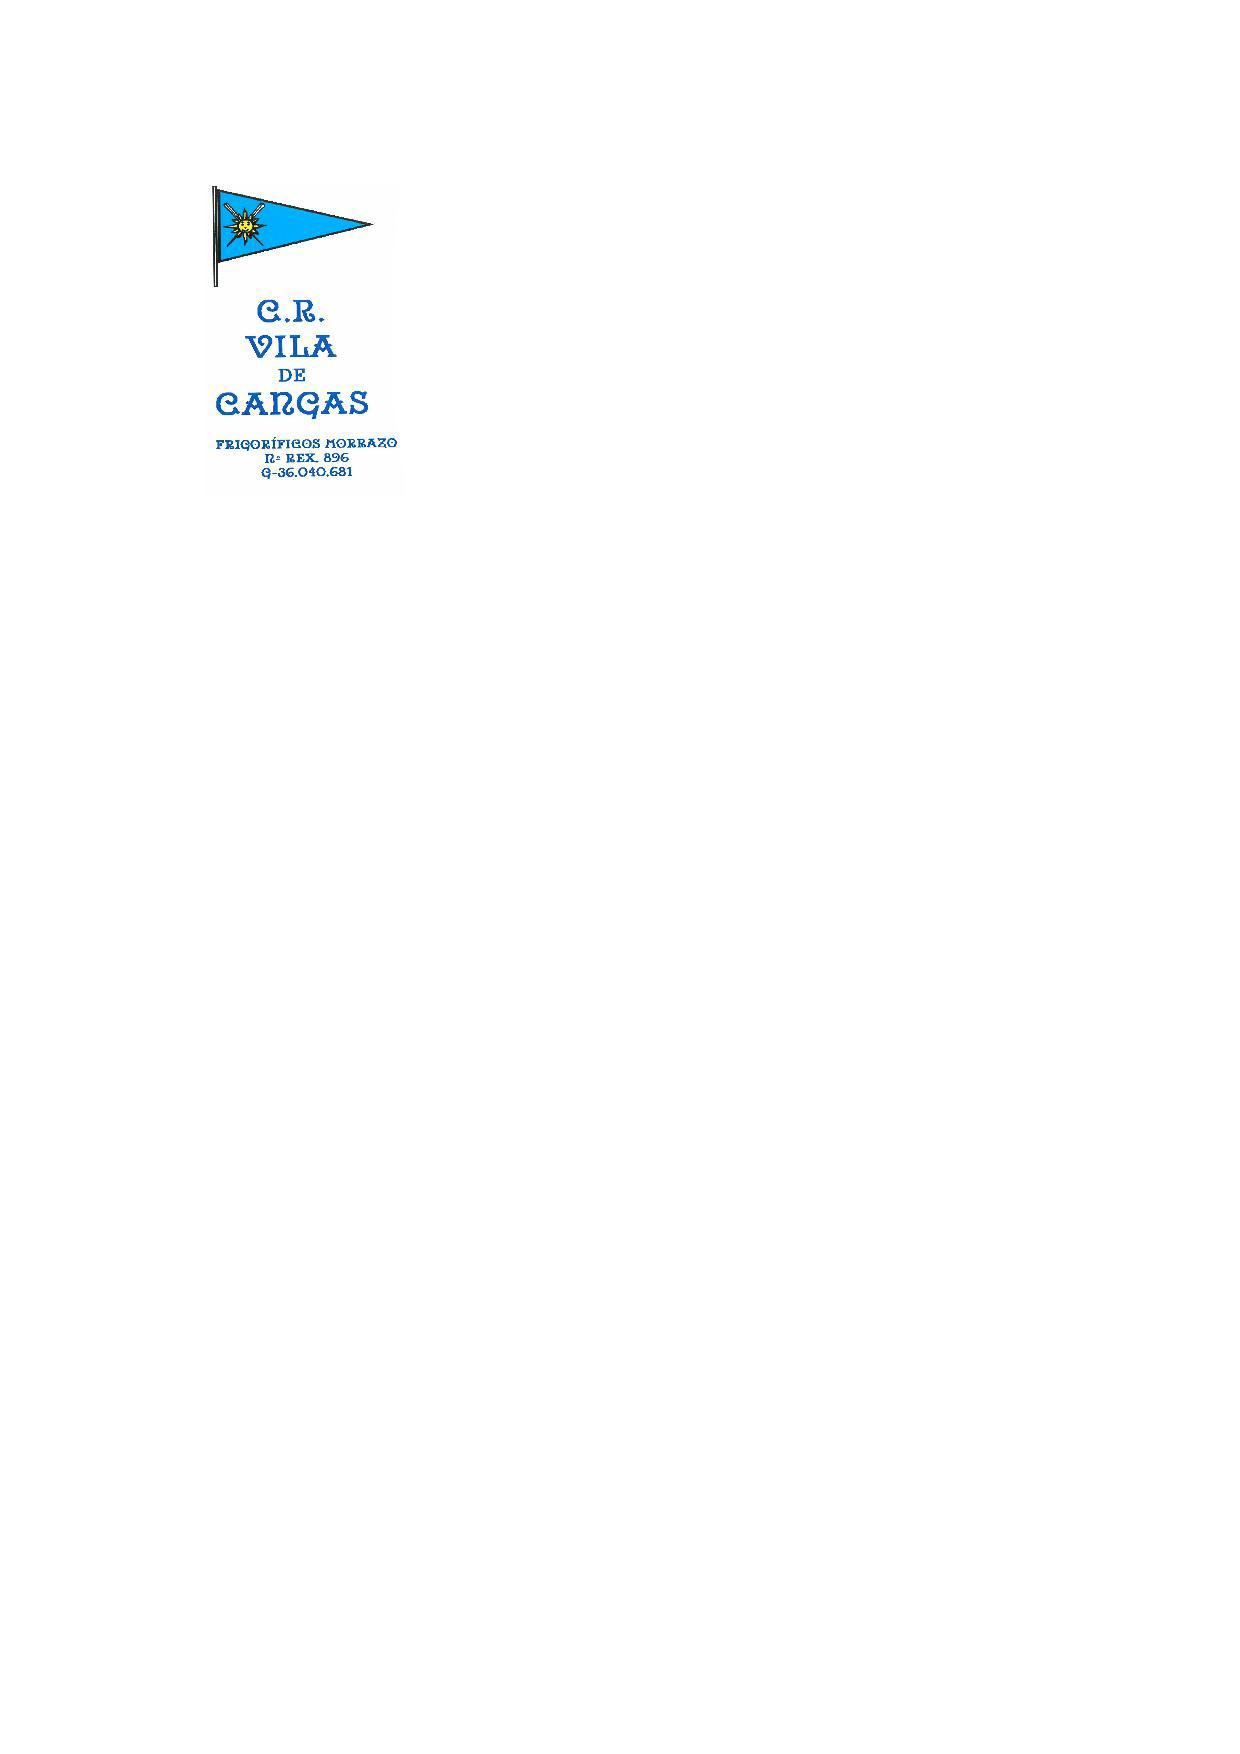 C.R.
VILA
DE
CANGAS
FRIGORÍFICOS MORRAZO
Nº REX. 896
G-36.040.681